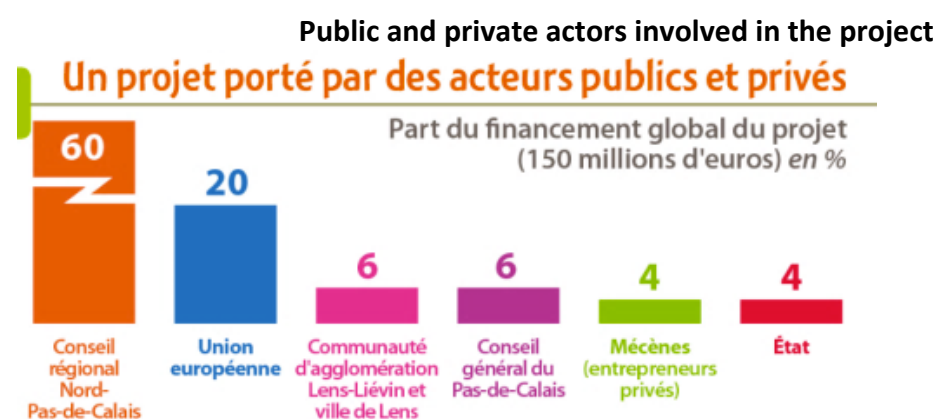 Public and private actors involved in the project
Un projet porté par des acteurs publics et privés
Part du financement global du projet
(150 millions d'euros) en %
60
20
6
6
4
4
Conseil
régional
Nord-
Pas-de-Calais
Union
européenne
Communauté
d'agglomération
Lens-Liévin et
ville de Lens
Conseil
général du
Pas-de-Calais
Mécènes
(entrepreneurs
privés)
État